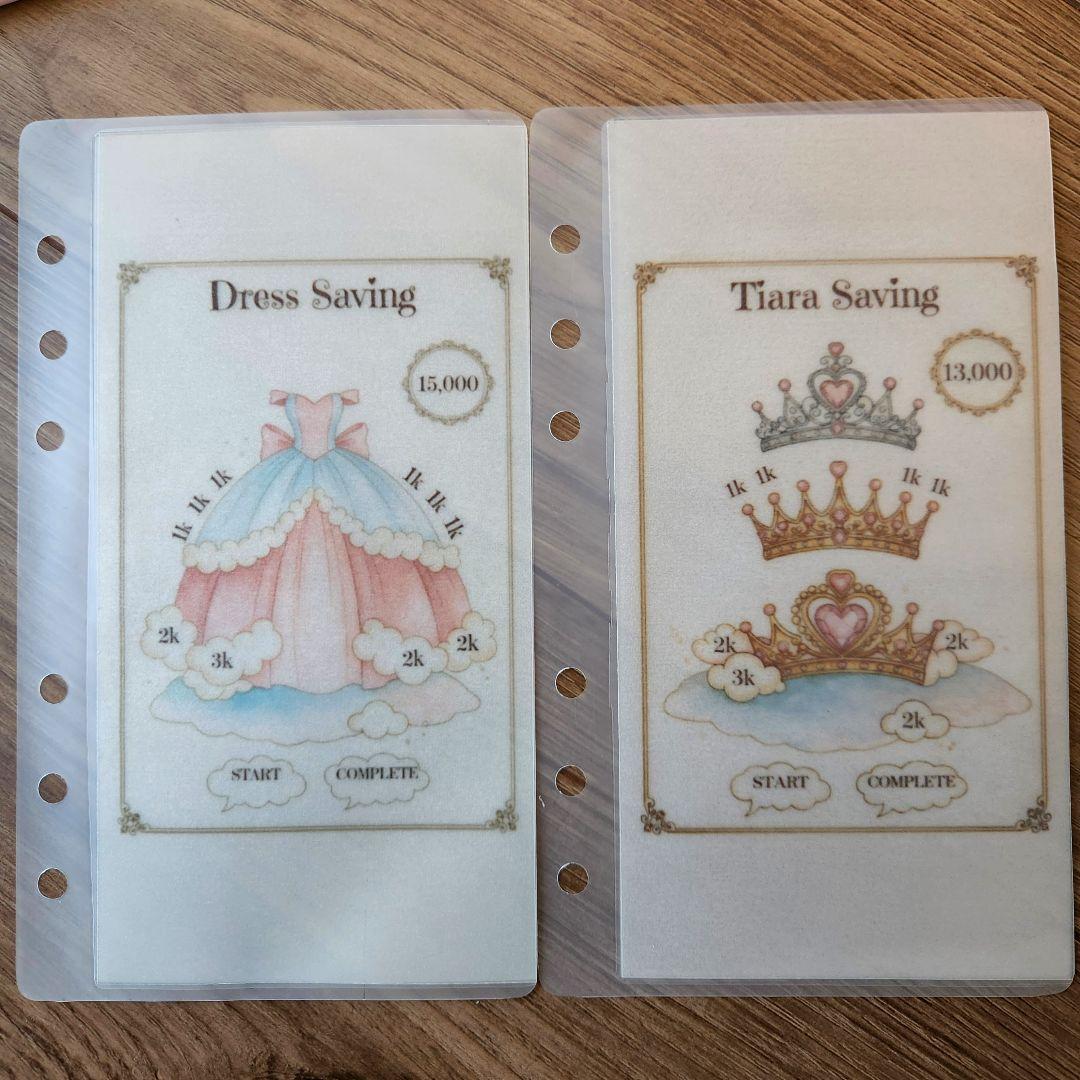 Dress Saving
15,000
1k 1k 1k
1k 1k 1k
2k
3k
2k
2k
START
COMPLETE
Tiara Saving
13,000
1k 1k
1k 1k
2k
3k
2k
2k
START
COMPLETE